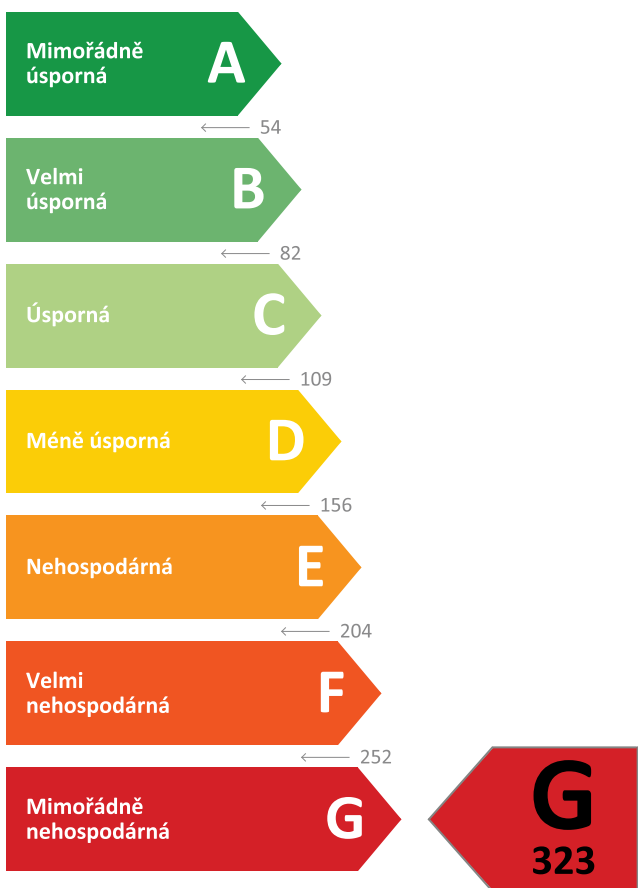 Mimořádně
úsporná
A
54
Velmi
úsporná
B
82
Úsporná
C
109
Méně úsporná
D
156
Nehospodárná
E
204
Velmi
nehospodárná
F
252
Mimořádně
nehospodárná
G
G
323